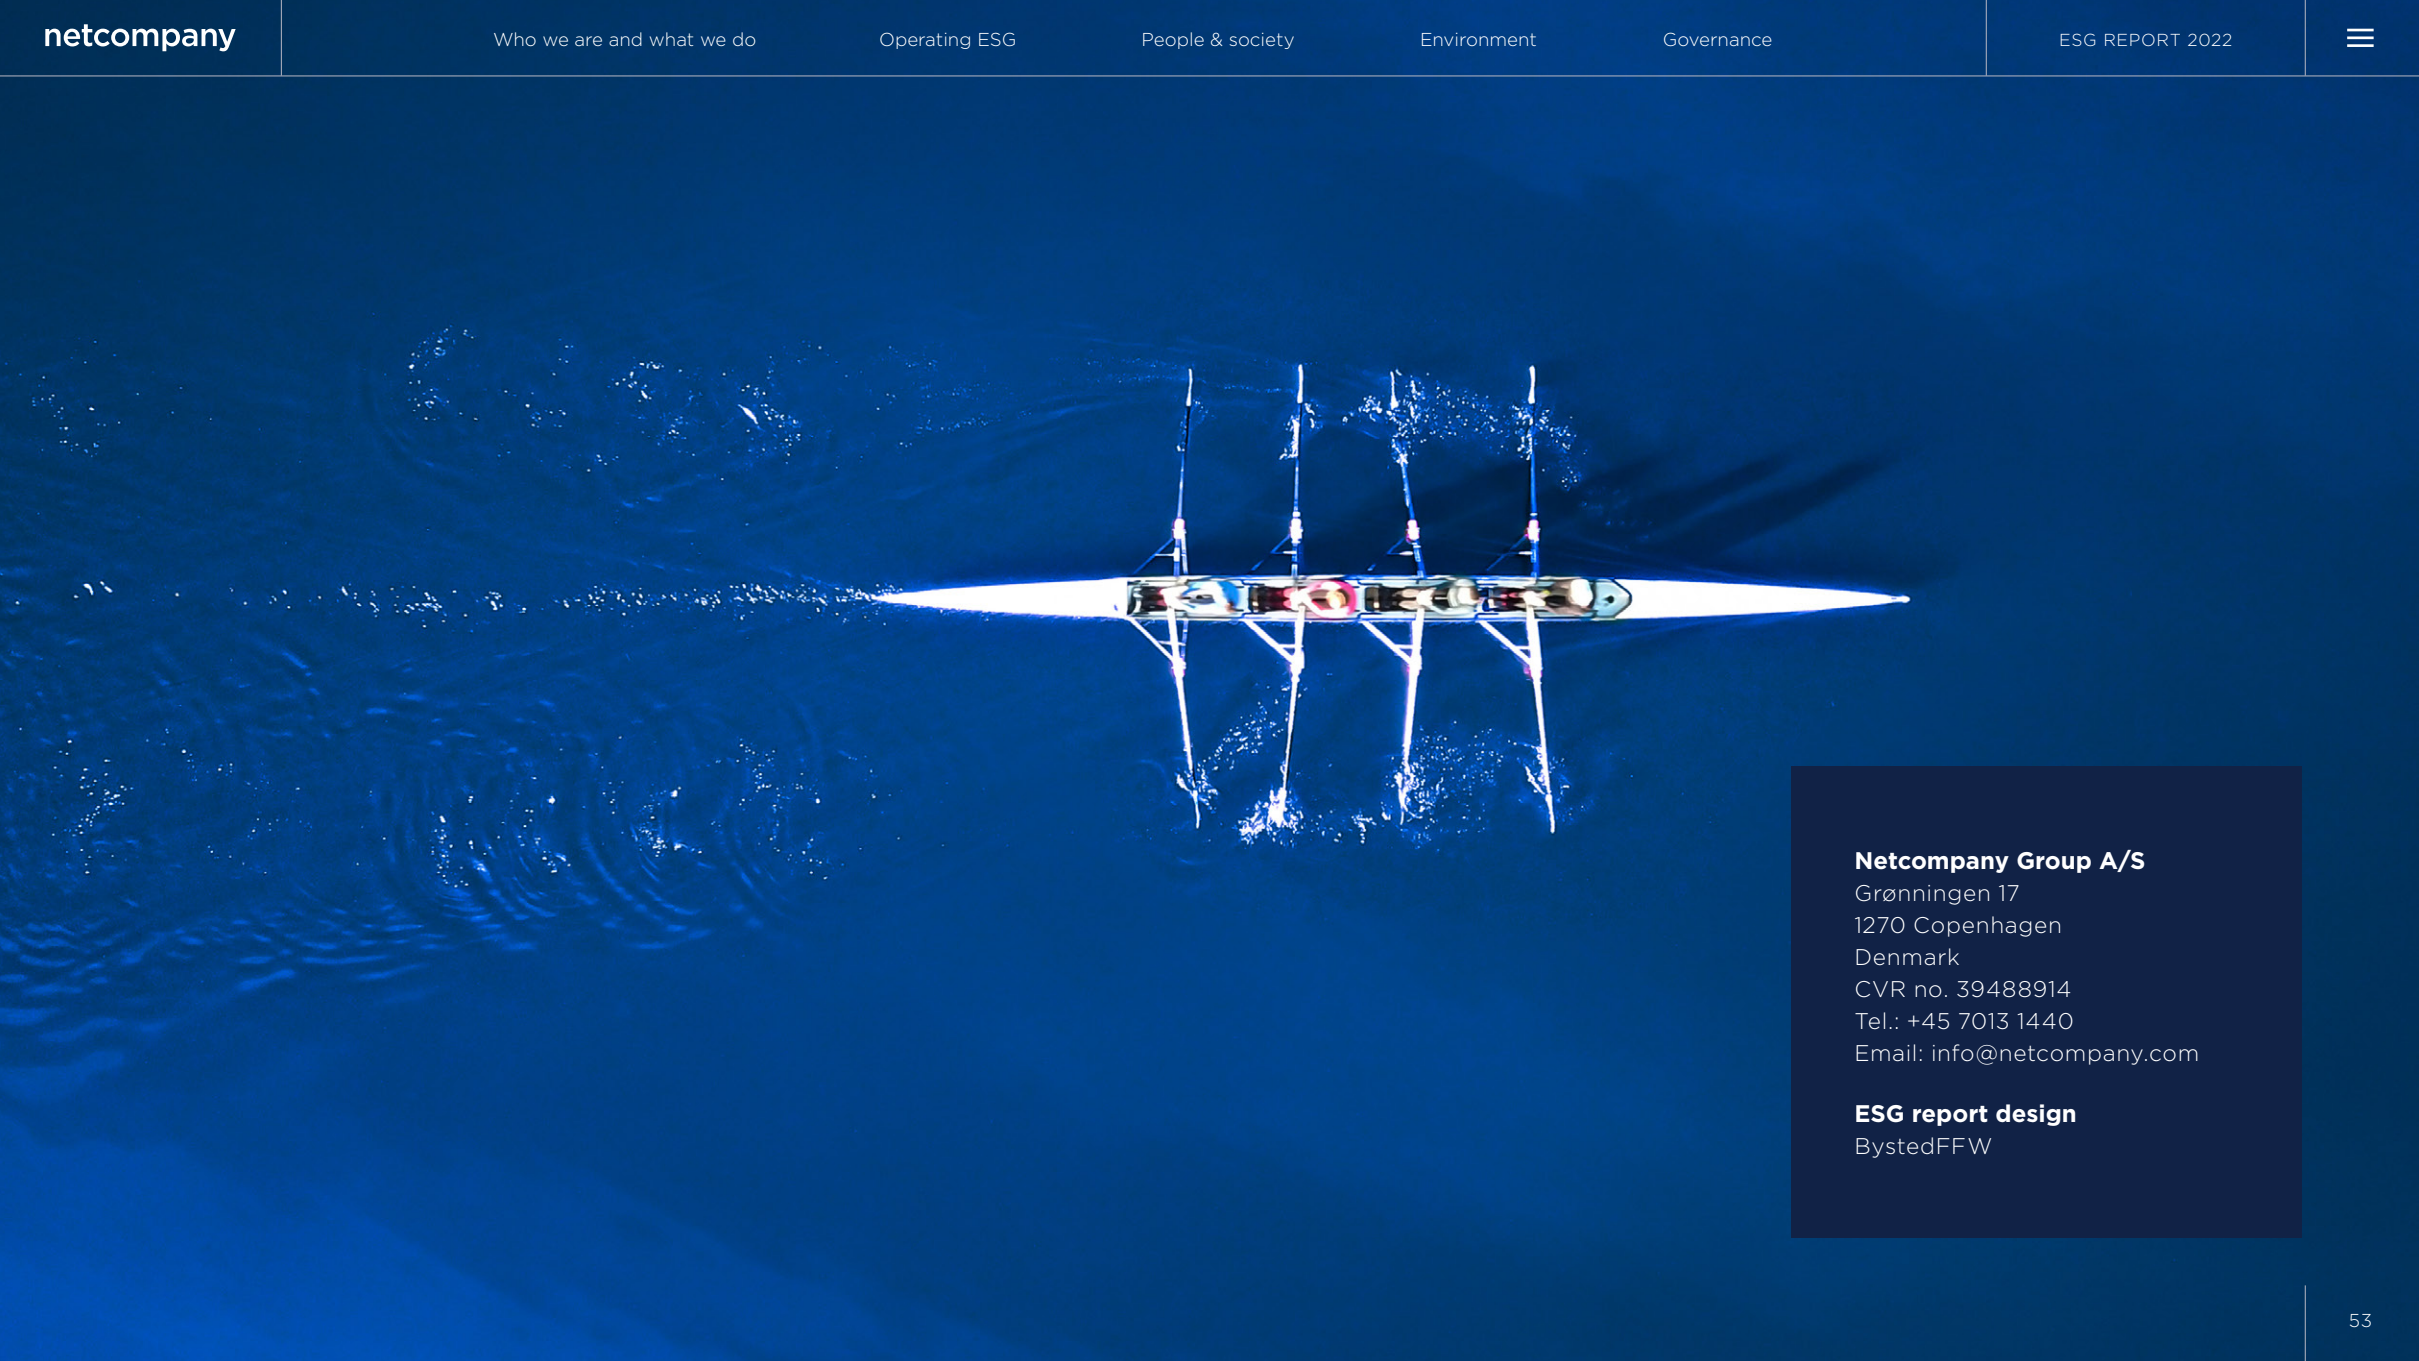 netcompany
Who we are and what we do
Operating ESG
People & society
Environment
Governance
ESG REPORT 2022
Netcompany Group A/S
Grønningen 17
1270 Copenhagen
Denmark
CVR no. 39488914
Tel.: +45 7013 1440
Email: info@netcompany.com
ESG report design
BystedFFW
53